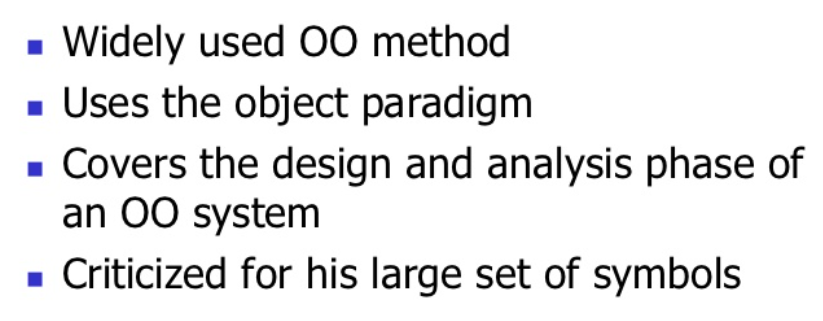 ▪ Widely used OO method
▪ Uses the object paradigm
▪ Covers the design and analysis phase of
an OO system
▪ Criticized for his large set of symbols